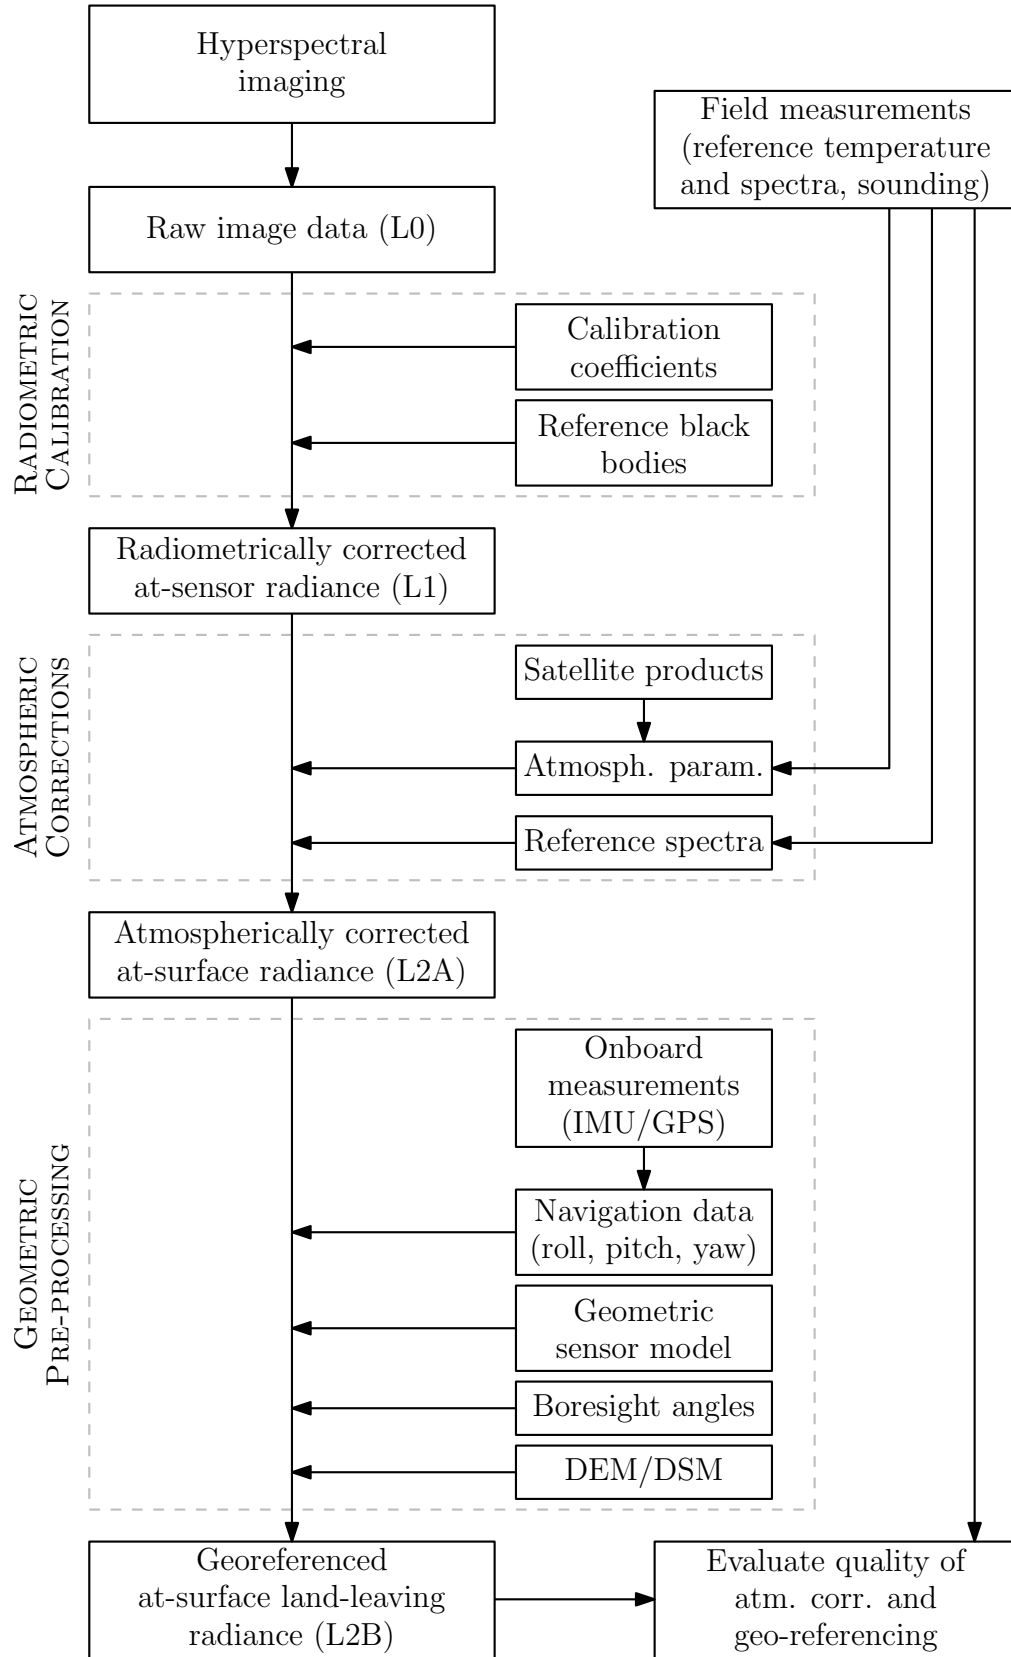 Hyperspectral
imaging
Field measurements
(reference temperature
and spectra, sounding)
Raw image data (L0)
RADIOMETRIC
CALIBRATION
Calibration
coefficients
Reference black
bodies
Radiometrically corrected
at-sensor radiance (L1)
ATMOSPHERIC
CORRECTIONS
Satellite products
Atmosph. param.
Reference spectra
Atmospherically corrected
at-surface radiance (L2A)
GEOMETRIC
PRE-PROCESSING
Onboard
measurements
(IMU/GPS)
Navigation data
(roll, pitch, yaw)
Geometric
sensor model
Boresight angles
DEM/DSM
Georeferenced
at-surface land-leaving
radiance (L2B)
Evaluate quality of
atm. corr. and
geo-referencing